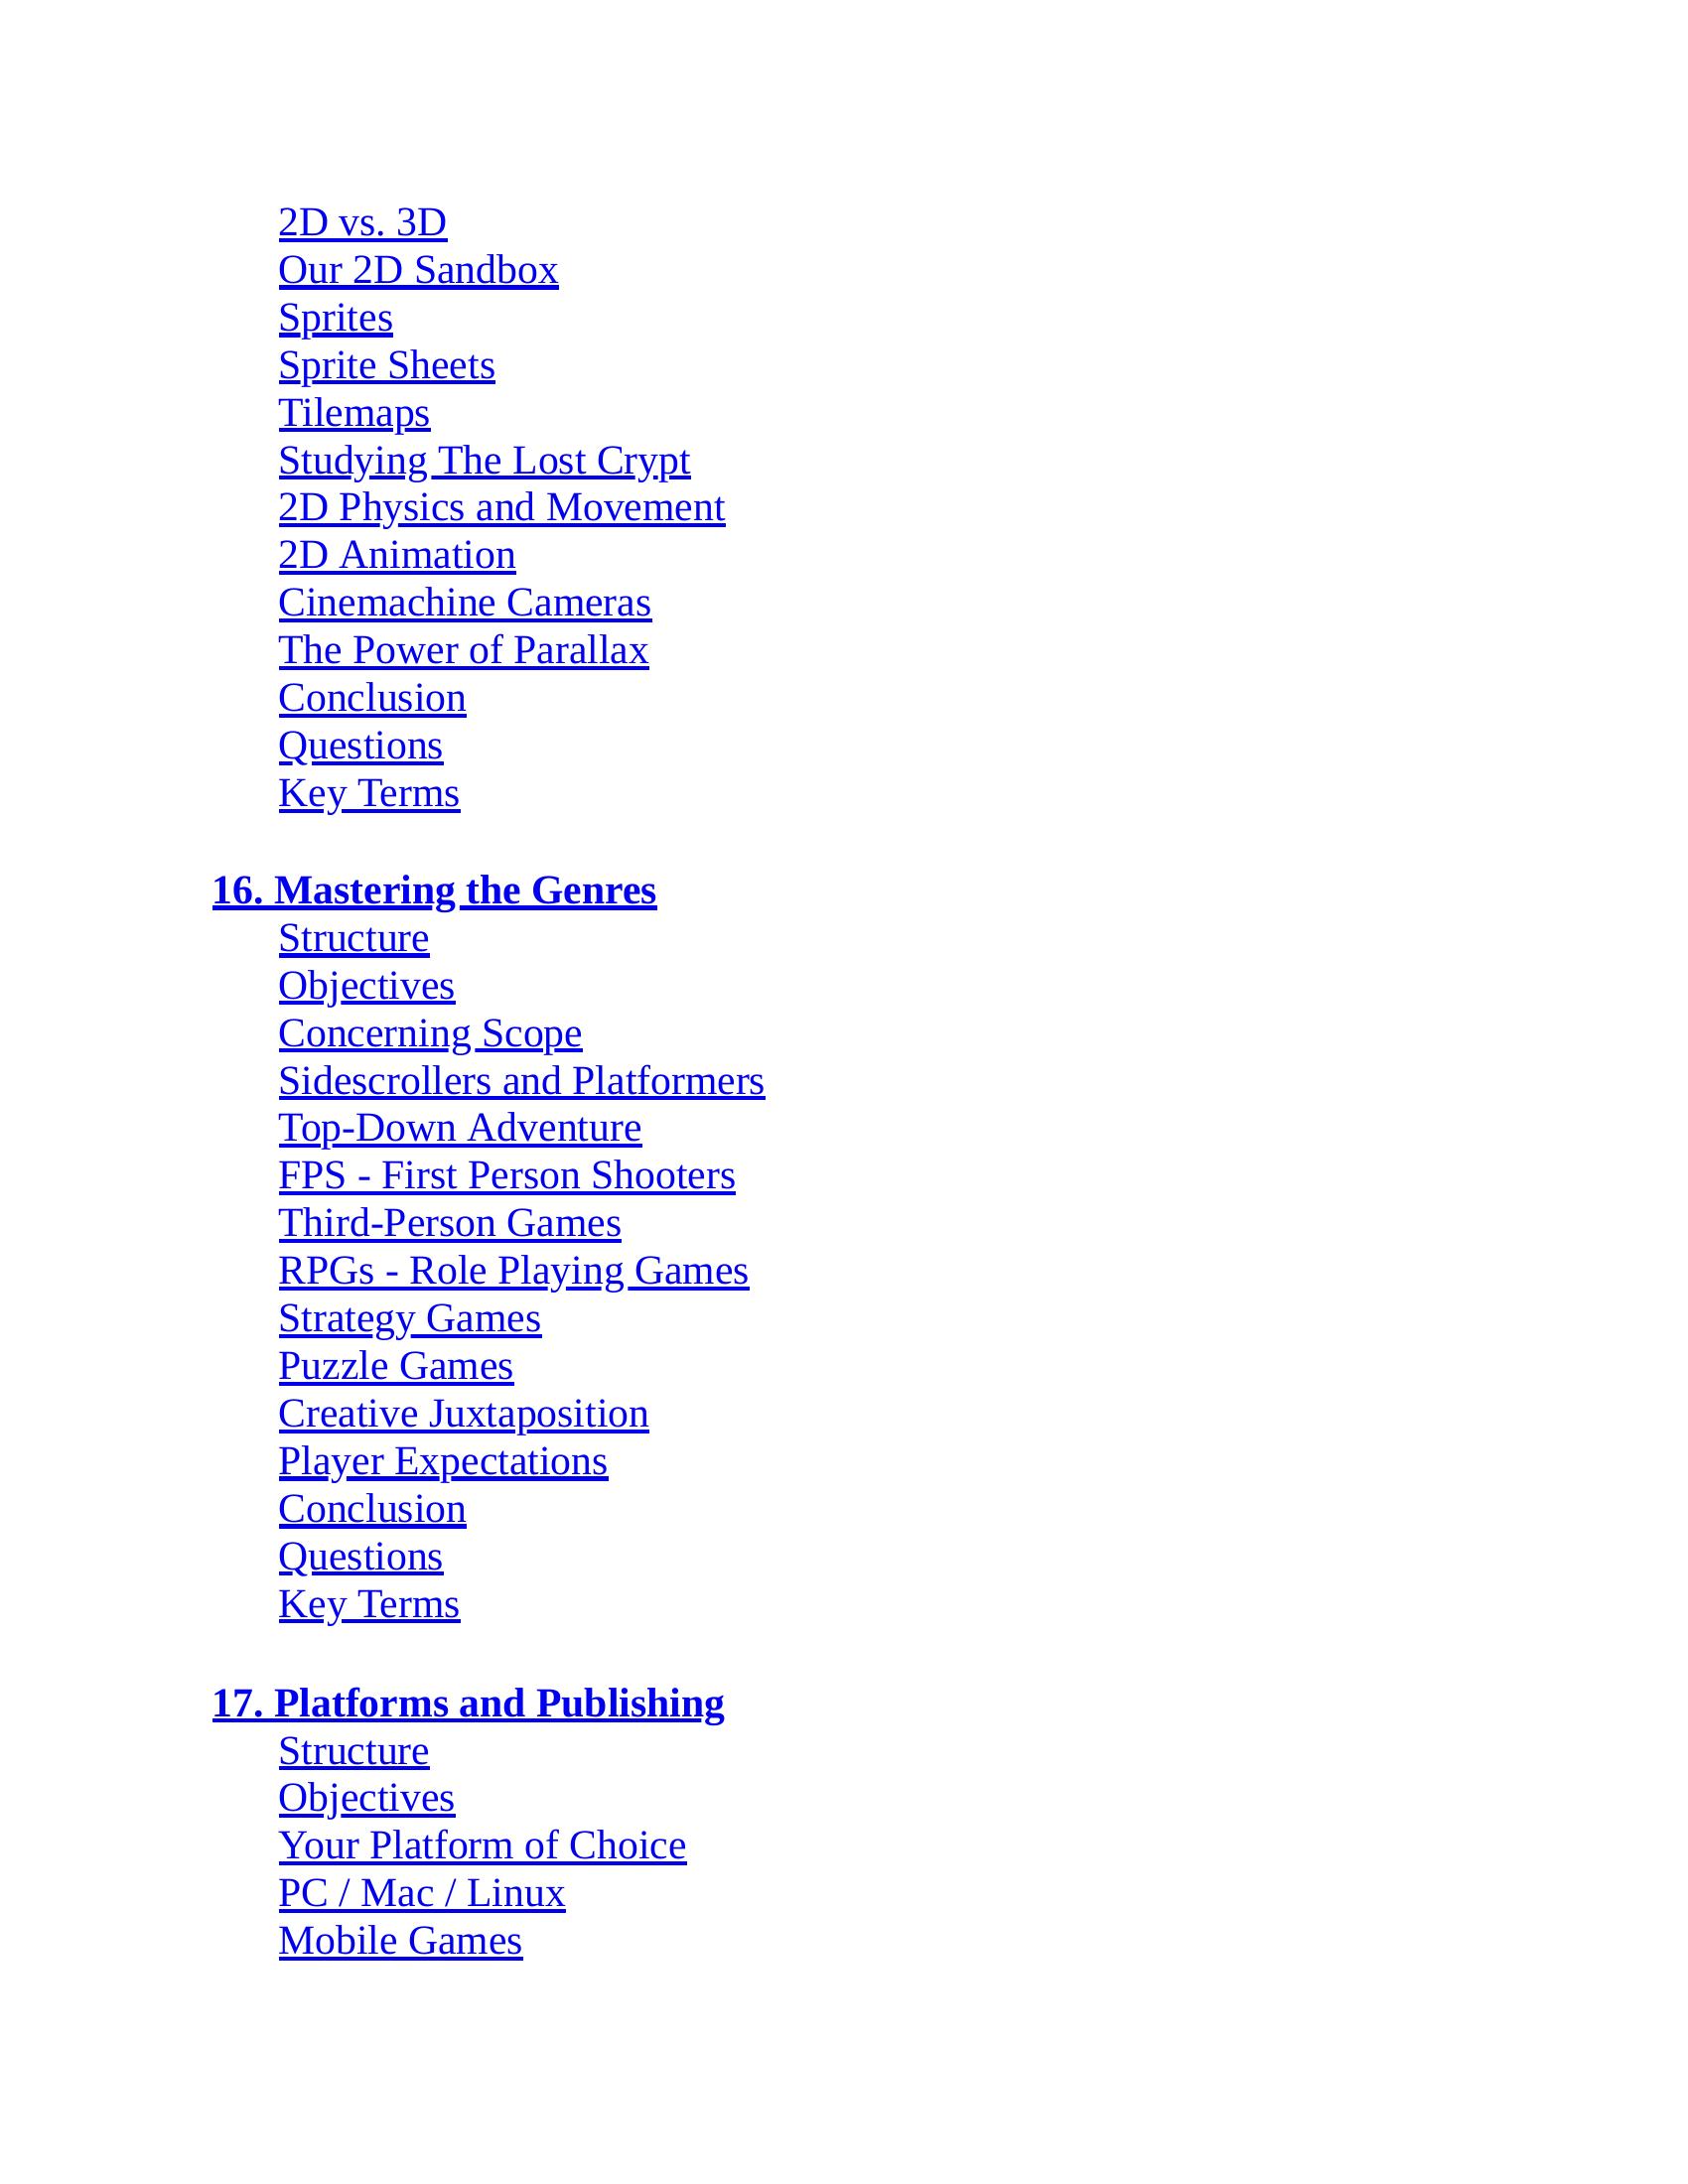 2D vs. 3D
Our 2D Sandbox
Sprites
Sprite Sheets
Tilemaps
Studying The Lost Crypt
2D Physics and Movement
2D Animation
Cinemachine Cameras
The Power of Parallax
Conclusion
Questions
Key Terms
16. Mastering the Genres
Structure
Objectives
Concerning Scope
Sidescrollers and Platformers
Top-Down Adventure
FPS - First Person Shooters
Third-Person Games
RPGs - Role Playing Games
Strategy Games
Puzzle Games
Creative Juxtaposition
Player Expectations
Conclusion
Questions
Key Terms
17. Platforms and Publishing
Structure
Objectives
Your Platform of Choice
PC / Mac / Linux
Mobile Games